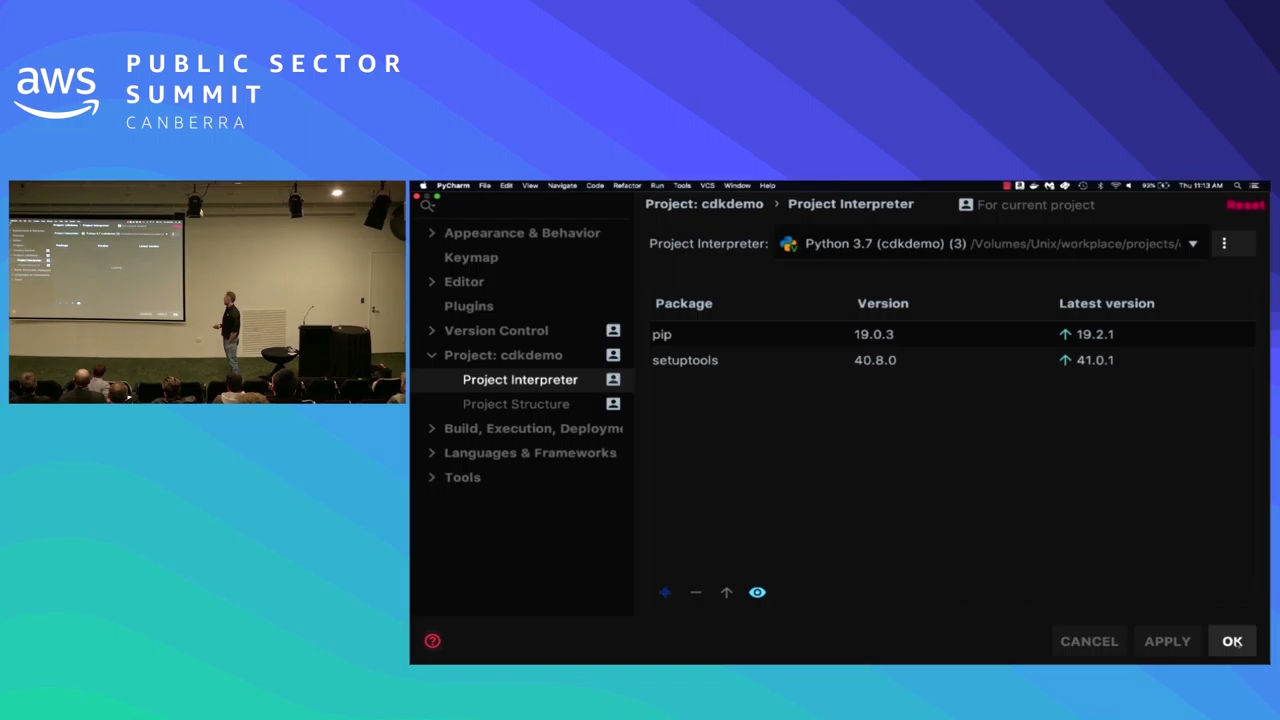 aws
PUBLIC SECTOR
SUMMIT
CANBERRA
PyCharm File Edit View Navigate Code Refactor Run Tools VCS Window Help
93% Thu 11:13 AM
Project: cdkdemo › Project Interpreter For current project Reset
Appearance & Behavior
Keymap
Editor
Plugins
Version Control
Project: cdkdemo
Project Interpreter
Project Structure
Build, Execution, Deployme
Languages & Frameworks
Tools
Project Interpreter: Python 3.7 (cdkdemo) (3) /Volumes/Unix/workplace/projects/
Package Version Latest version
pip 19.0.3 19.2.1
setuptools 40.8.0 41.0.1
CANCEL APPLY OK